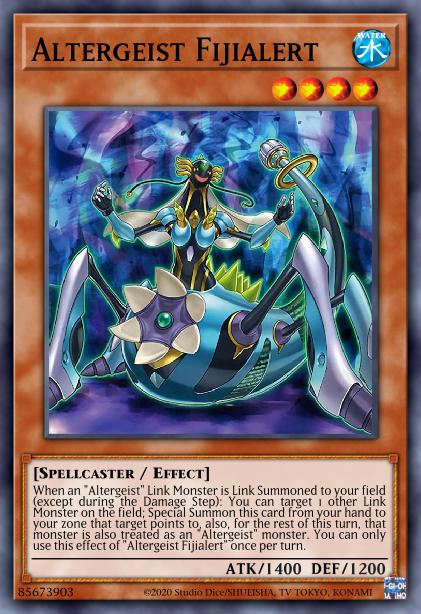 Altergeist Fijialert
WATER
水
[Spellcaster / Effect]
When an "Altergeist" Link Monster is Link Summoned to your field
(except during the Damage Step): You can target 1 other Link
Monster on the field; Special Summon this card from your hand to
your zone that target points to, also, for the rest of this turn, that
monster is also treated as an "Altergeist" monster. You can only
use this effect of "Altergeist Fijialert" once per turn.
ATK/1400 DEF/1200
85673903 ©2020 Studio Dice/SHUEISHA, TV TOKYO, KONAMI